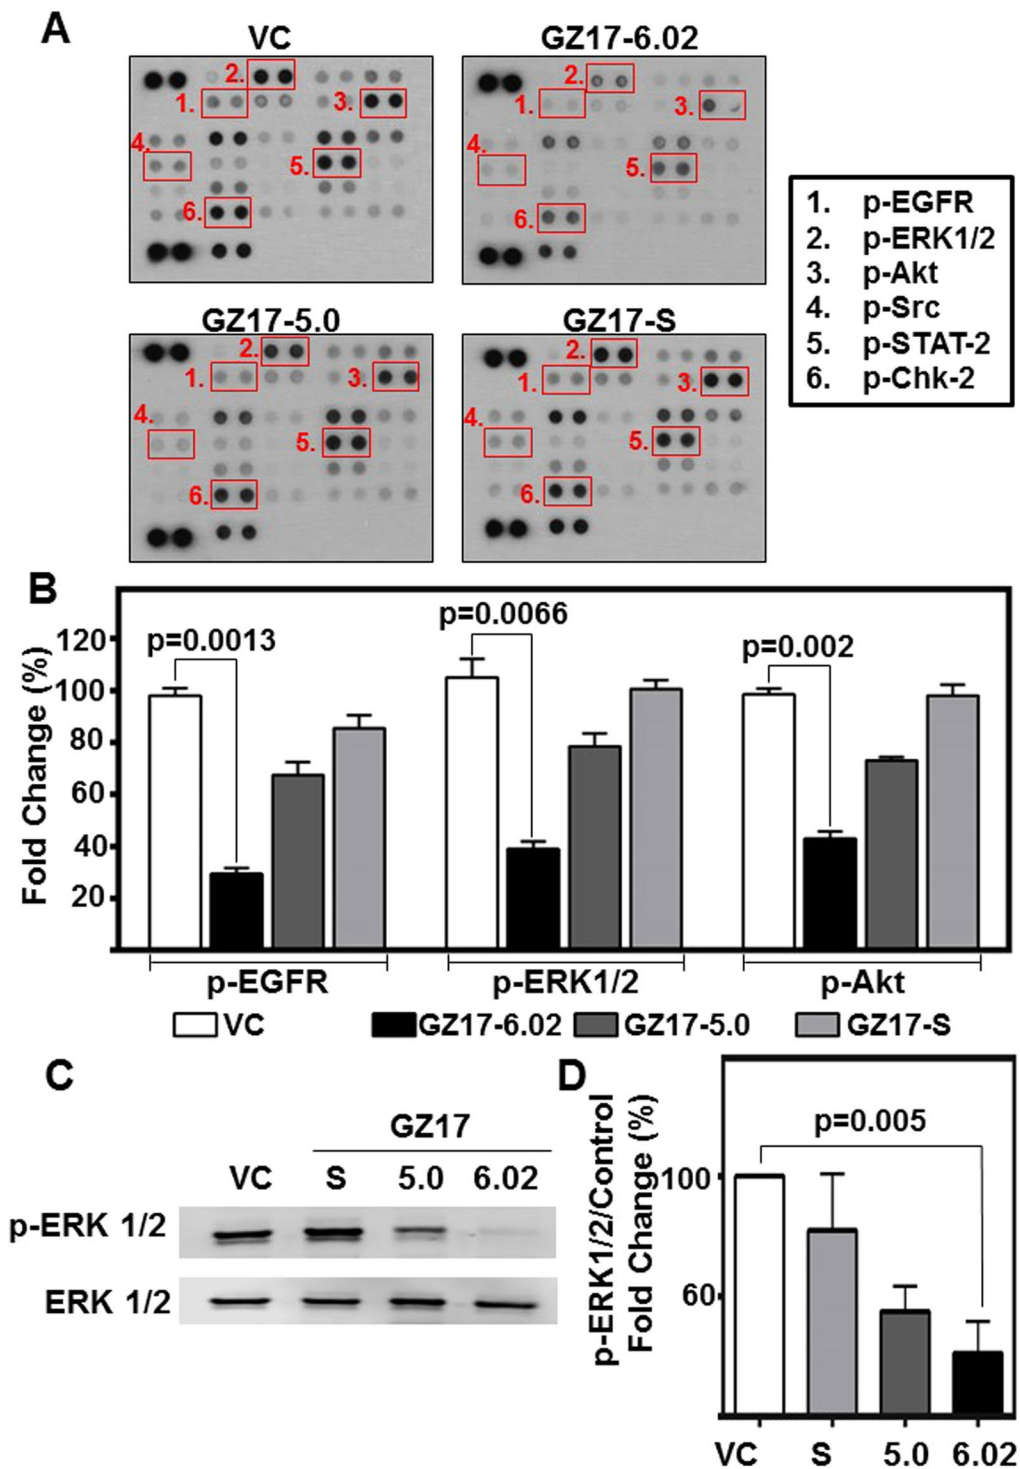 A
VC
GZ17-6.02
2.
1.
3.
4.
5.
6.
2.
1.
3.
4.
5.
6.
1. p-EGFR
2. p-ERK1/2
3. p-Akt
4. p-Src
5. p-STAT-2
6. p-Chk-2
GZ17-5.0
GZ17-S
2.
1.
3.
4.
5.
6.
2.
1.
3.
4.
5.
6.
B
Fold Change (%)
120
100
80
60
40
20
p=0.0013
p=0.0066
p=0.002
p-EGFR
p-ERK1/2
p-Akt
VC
GZ17-6.02
GZ17-5.0
GZ17-S
C
GZ17
VC S 5.0 6.02
p-ERK 1/2
ERK 1/2
D
p-ERK1/2/Control
Fold Change (%)
100
60
p=0.005
VC S 5.0 6.02